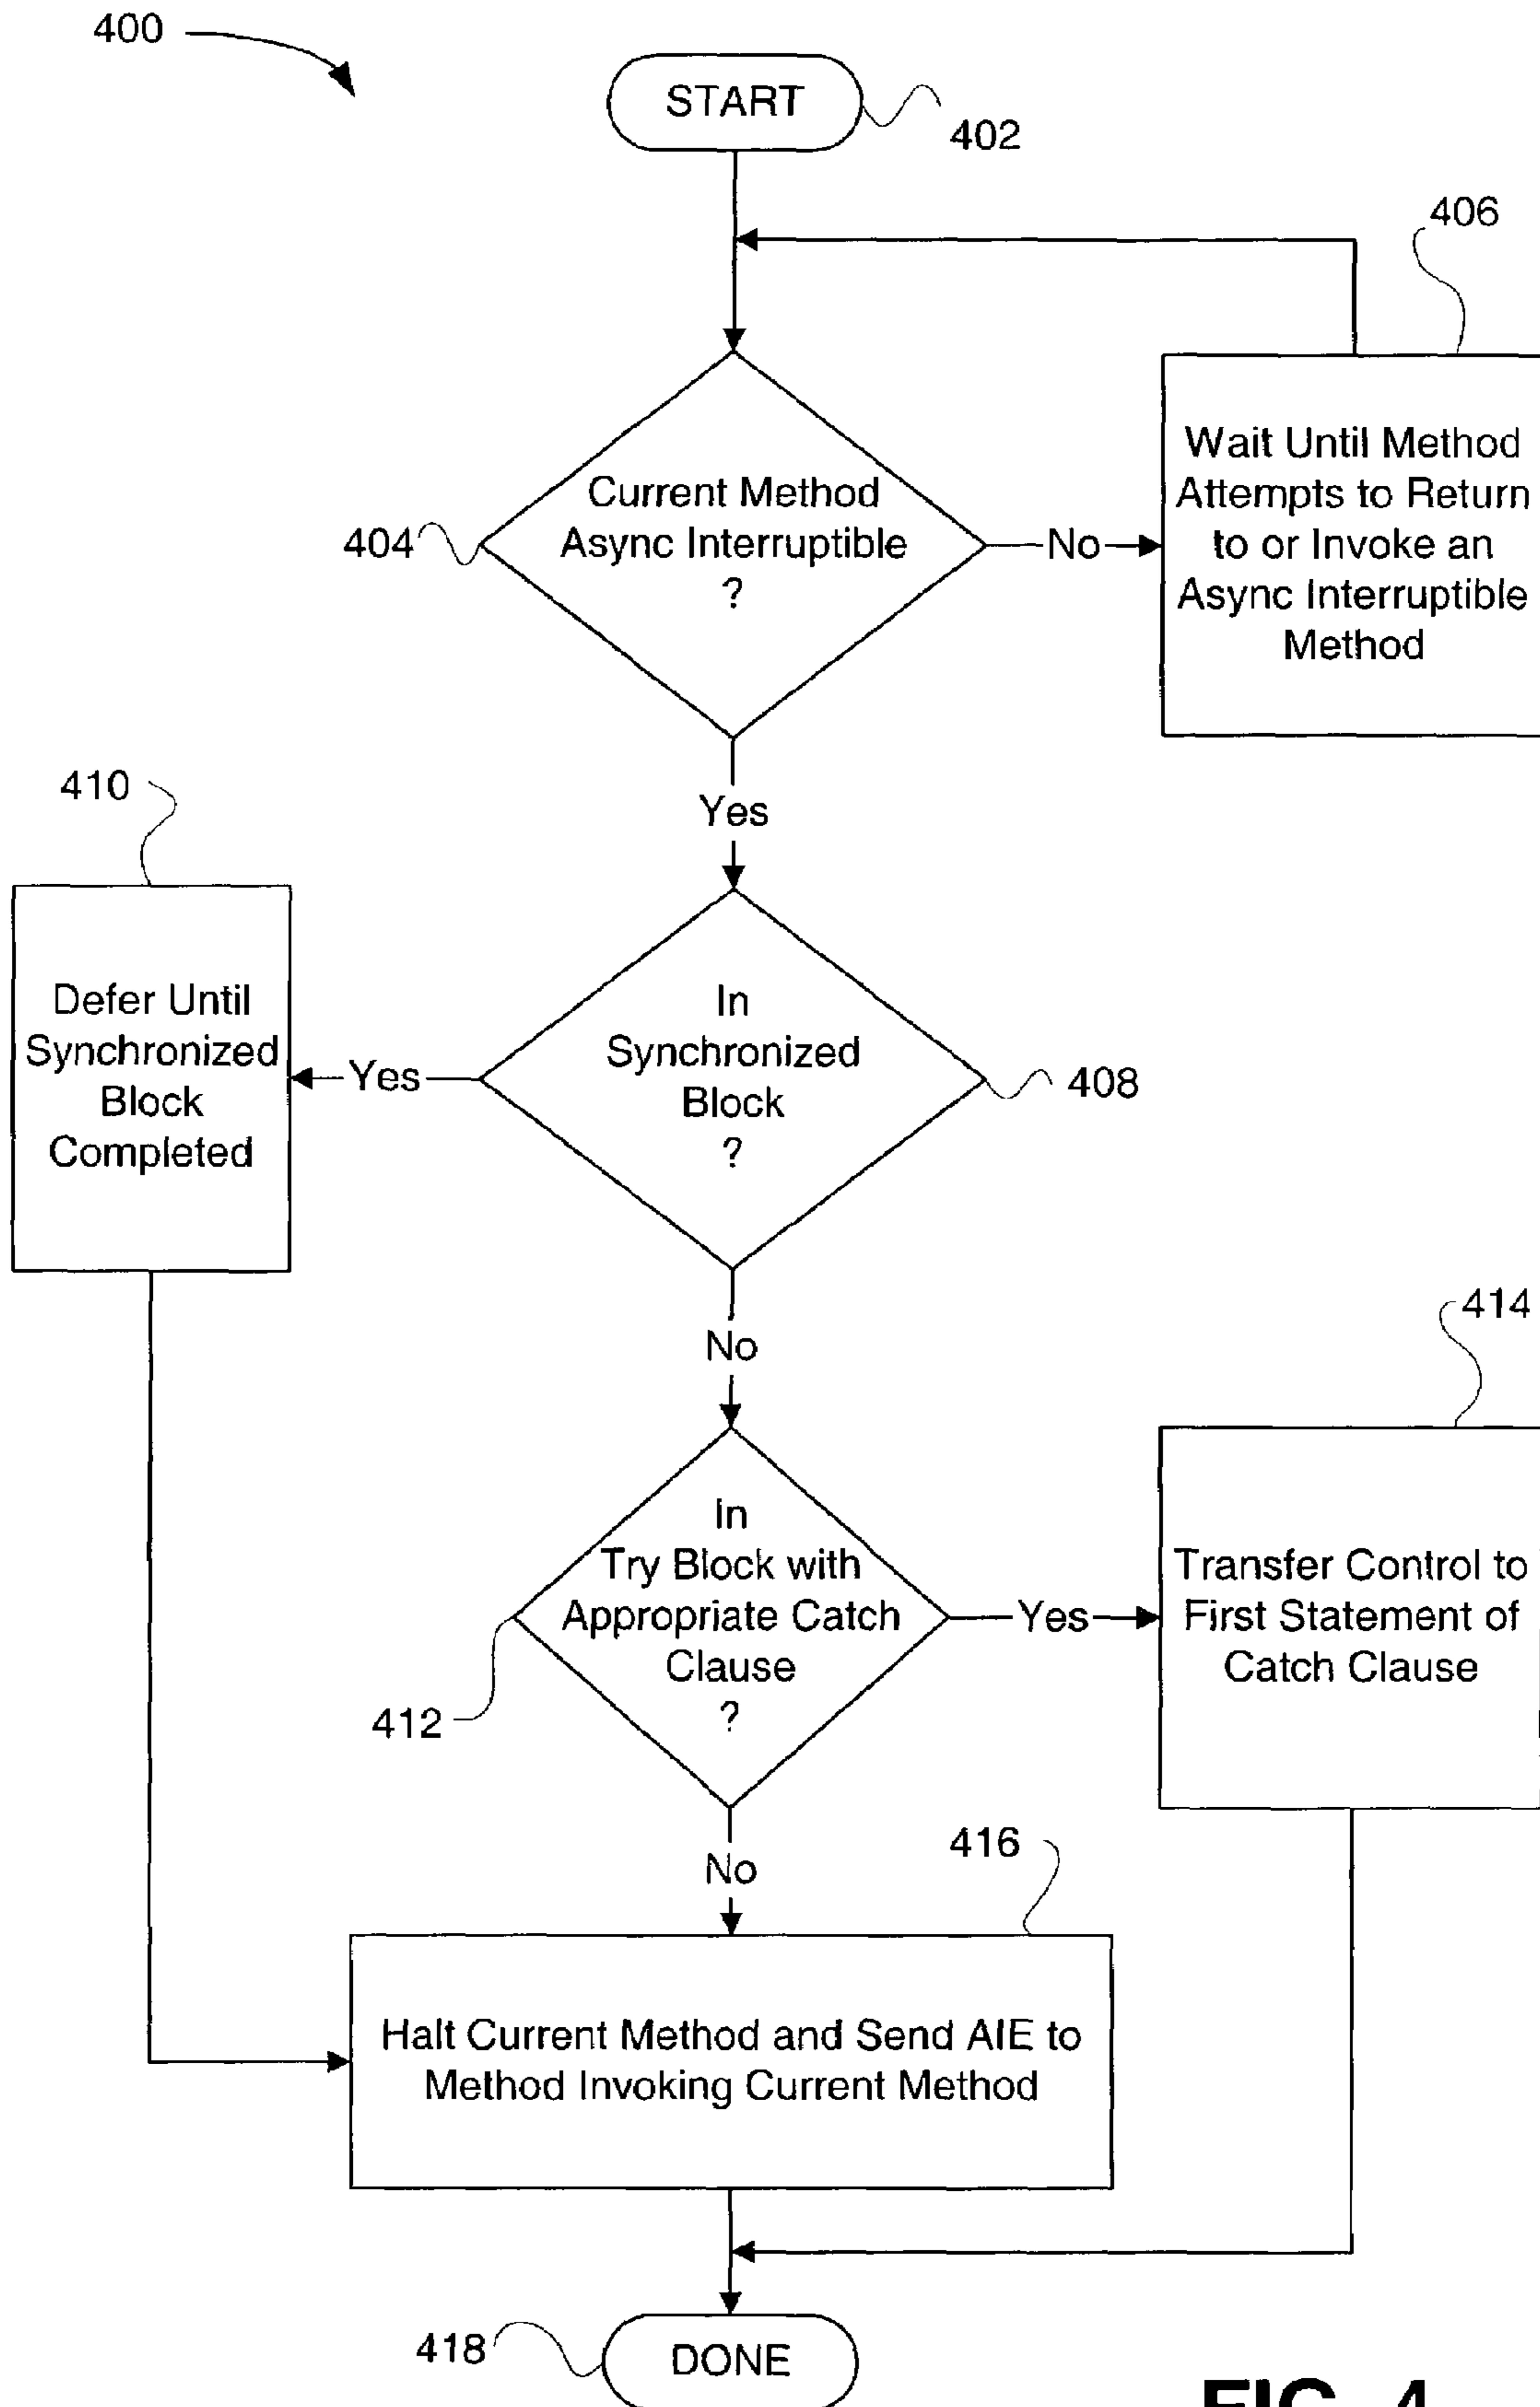 400
START
402
406
Current Method
Async Interruptible
?
404
No
Wait Until Method
Attempts to Return
to or Invoke an
Async Interruptible
Method
Yes
410
Defer Until
Synchronized
Block
Completed
Yes
In
Synchronized
Block
?
408
No
414
In
Try Block with
Appropriate Catch
Clause
?
412
Yes
Transfer Control to
First Statement of
Catch Clause
No
416
Halt Current Method and Send AIE to
Method Invoking Current Method
418
DONE
FIG. 4